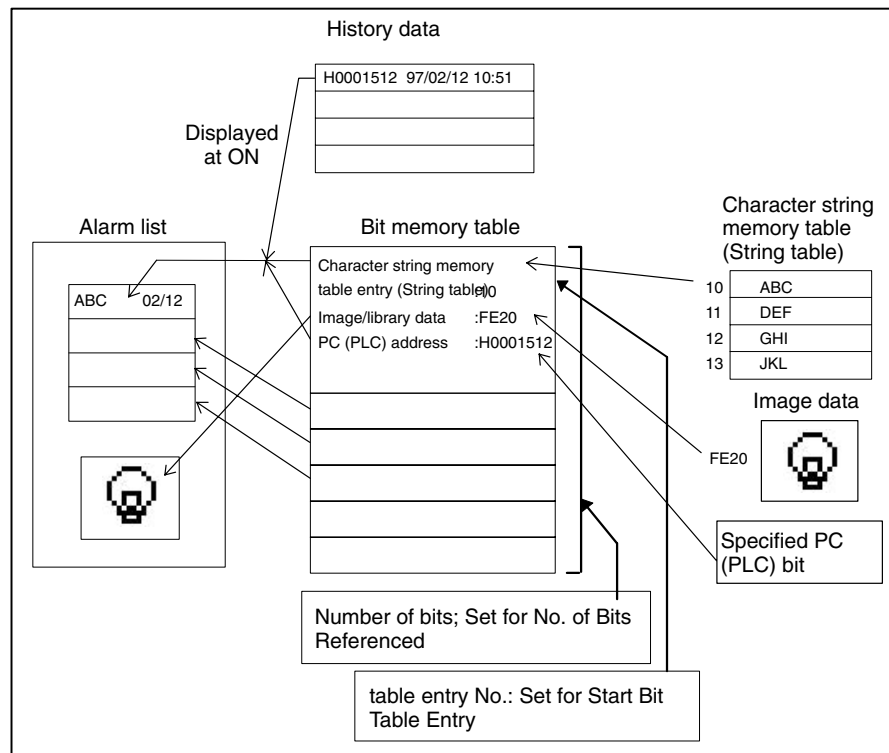 History data
H0001512 97/02/12 10:51
Displayed
at ON
Alarm list
ABC 02/12
Bit memory table
Character string memory
table entry (String table) :10
Image/library data :FE20
PC (PLC) address :H0001512
Character string
memory table
(String table)
10 ABC
11 DEF
12 GHI
13 JKL
Image data
FE20
Specified PC
(PLC) bit
Number of bits; Set for No. of Bits
Referenced
table entry No.: Set for Start Bit
Table Entry